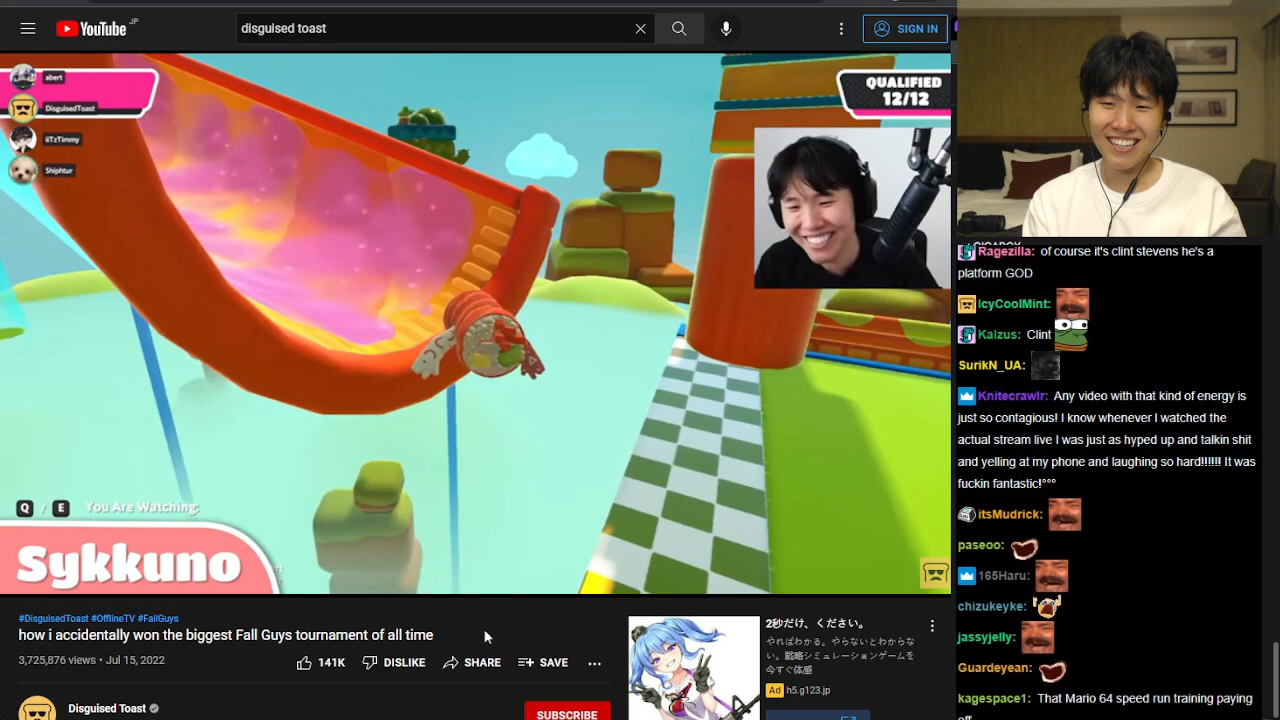 YouTube JP
disguised toast
SIGN IN
abert
DisguisedToast
iiTzTimmy
Shiphtur
QUALIFIED
12/12
Q / E You Are Watching:
Sykkuno
#DisguisedToast #OfflineTV #FallGuys
how i accidentally won the biggest Fall Guys tournament of all time
3,725,876 views • Jul 15, 2022
141K DISLIKE SHARE SAVE
Disguised Toast
SUBSCRIBE
2秒だけ、ください。
やればわかる。やらないとわからな
い。戦略シミュレーションゲームを
今すぐ体感
Ad h5.g123.jp
Ragezilla: of course it's clint stevens he's a
platform GOD
IcyCoolMint:
Kalzus: Clint
SurikN_UA:
Knitecrawlr: Any video with that kind of energy is
just so contagious! I know whenever I watched the
actual stream live I was just as hyped up and talkin shit
and yelling at my phone and laughing so hard!!!!!! It was
fuckin fantastic!°°°
itsMudrick:
paseoo:
165Haru:
chizukeyke:
jassyjelly:
Guardeyean:
kagespace1: That Mario 64 speed run training paying
off